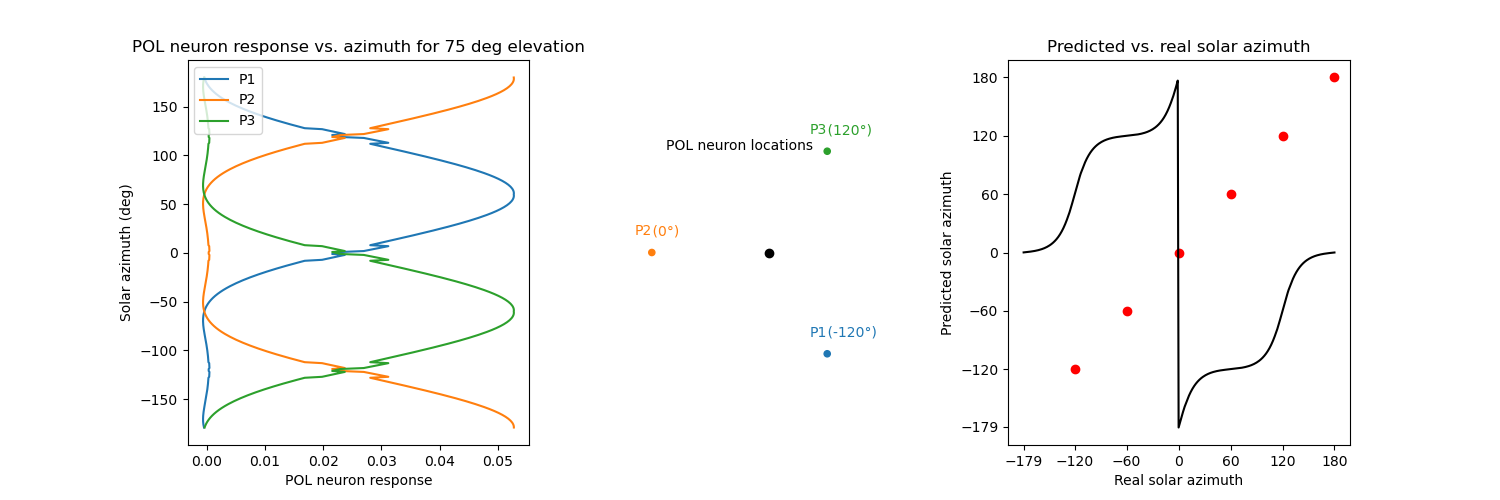 POL neuron response vs. azimuth for 75 deg elevation
P1
P2
P3
150
100
50
0
−50
−100
−150
Solar azimuth (deg)
0.00 0.01 0.02 0.03 0.04 0.05
POL neuron response
P3(120°)
POL neuron locations
P2(0°)
P1(-120°)
Predicted vs. real solar azimuth
180
120
60
0
−60
−120
−179
Predicted solar azimuth
−179 −120 −60 0 60 120 180
Real solar azimuth